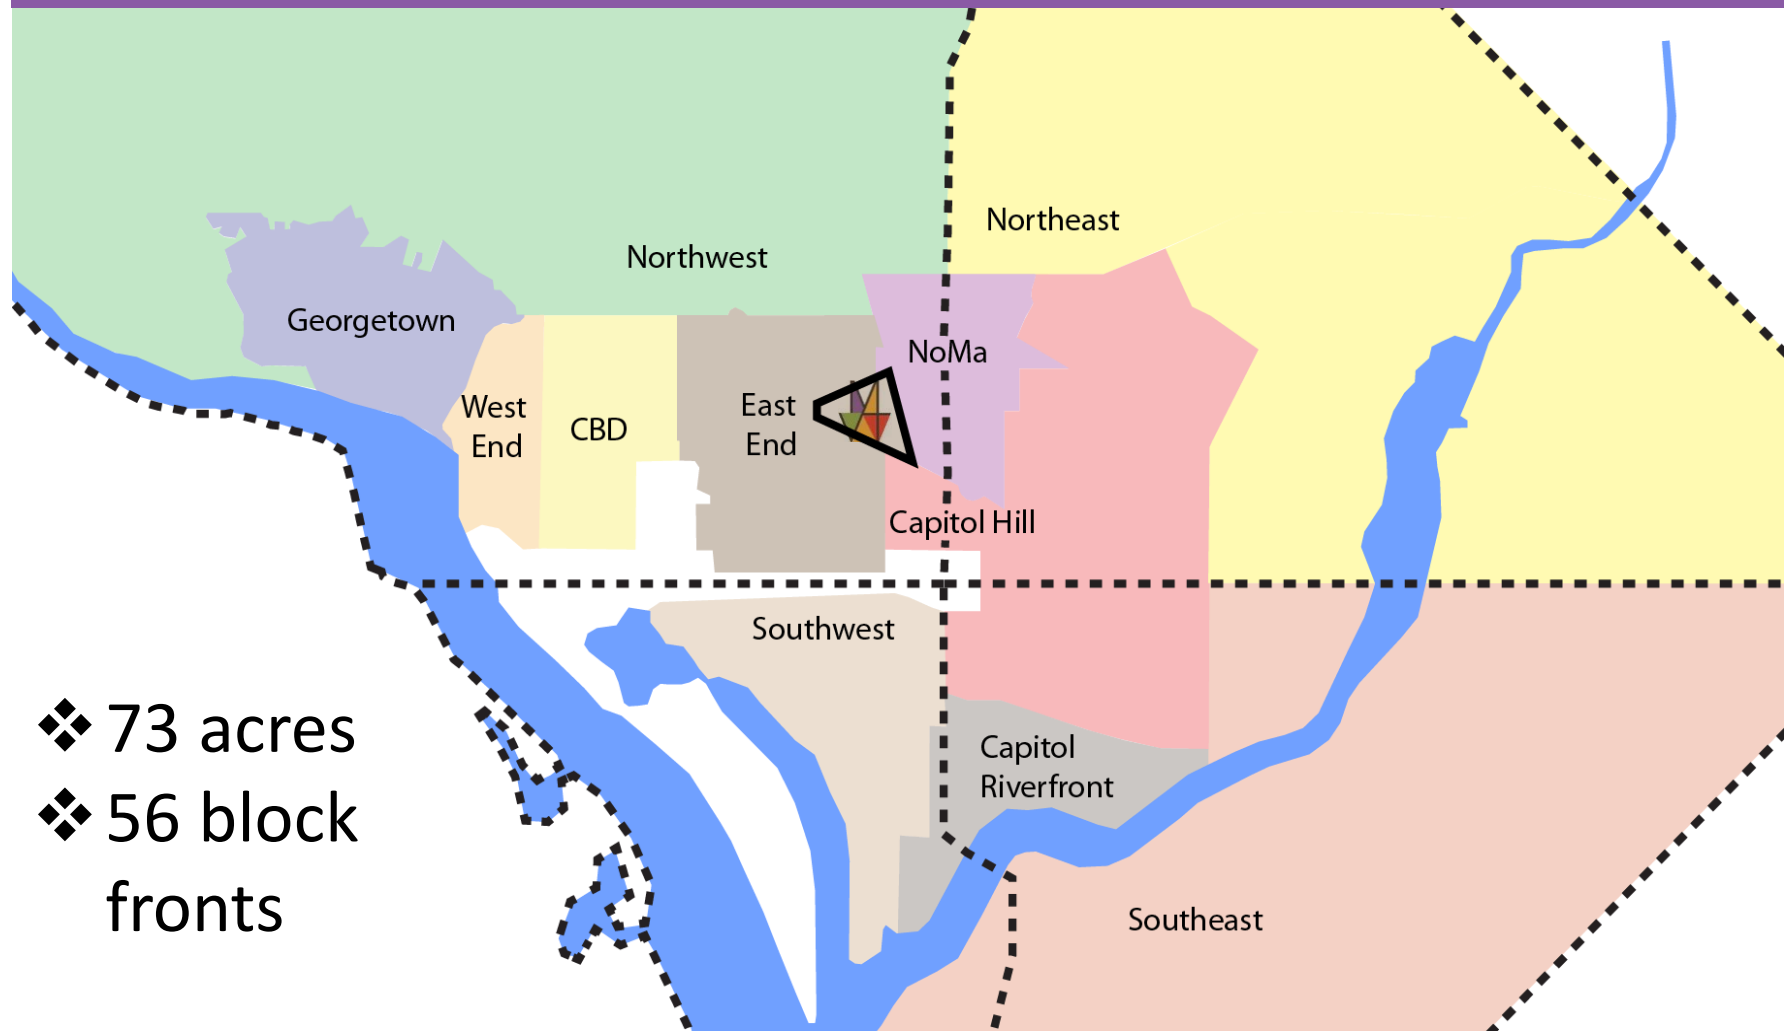 Northeast
Northwest
Georgetown
NoMa
West
End
CBD
East
End
Capitol Hill
Southwest
❖ 73 acres
❖ 56 block
fronts
Capitol
Riverfront
Southeast